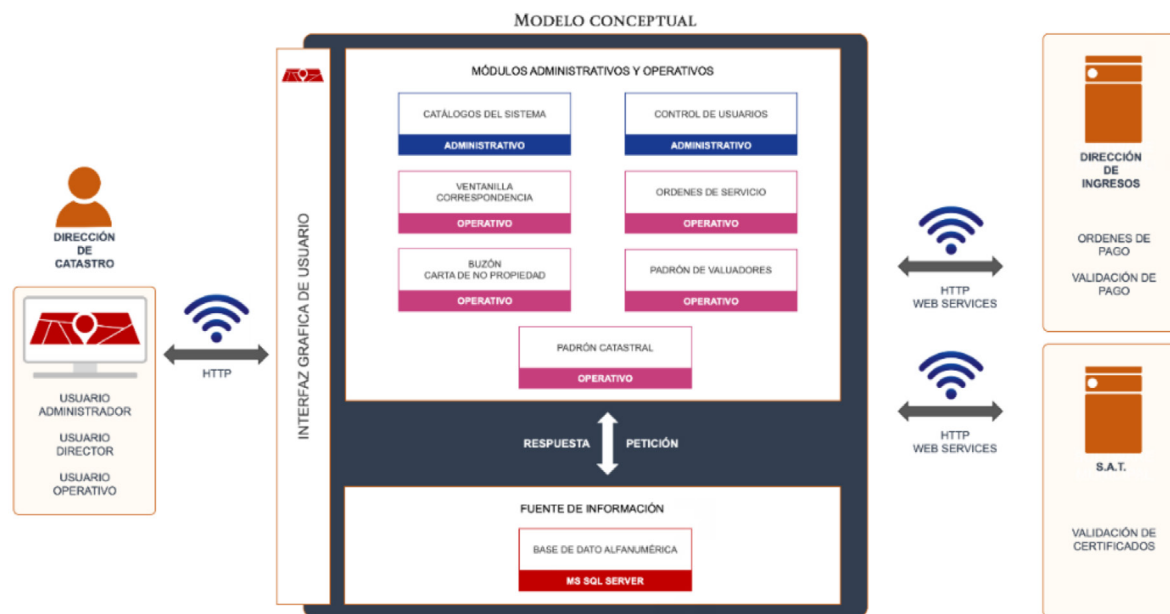 MODELO CONCEPTUAL
DIRECCIÓN
DE
CATASTRO
USUARIO
ADMINISTRADOR
USUARIO
DIRECTOR
USUARIO
OPERATIVO
HTTP
INTERFAZ GRAFICA DE USUARIO
MÓDULOS ADMINISTRATIVOS Y OPERATIVOS
CATÁLOGOS DEL SISTEMA
ADMINISTRATIVO
CONTROL DE USUARIOS
ADMINISTRATIVO
VENTANILLA
CORRESPONDENCIA
OPERATIVO
ORDENES DE SERVICIO
OPERATIVO
BUZÓN
CARTA DE NO PROPIEDAD
OPERATIVO
PADRÓN DE VALUADORES
OPERATIVO
PADRÓN CATASTRAL
OPERATIVO
RESPUESTA
PETICIÓN
FUENTE DE INFORMACIÓN
BASE DE DATO ALFANUMÉRICA
MS SQL SERVER
HTTP
WEB SERVICES
HTTP
WEB SERVICES
DIRECCIÓN
DE
INGRESOS
ORDENES DE
PAGO
VALIDACIÓN DE
PAGO
S.A.T.
VALIDACIÓN DE
CERTIFICADOS